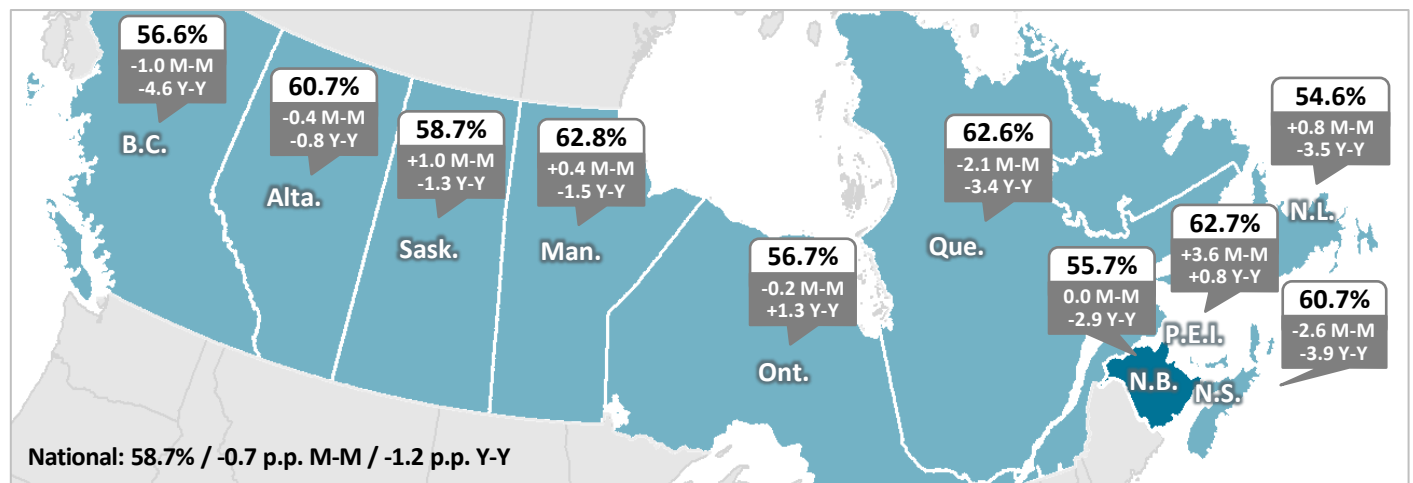 56.6%
-1.0 M-M
-4.6 Y-Y
B.C.
60.7%
-0.4 M-M
-0.8 Y-Y
Alta.
58.7%
+1.0 M-M
-1.3 Y-Y
Sask.
62.8%
+0.4 M-M
-1.5 Y-Y
Man.
56.7%
-0.2 M-M
+1.3 Y-Y
Ont.
62.6%
-2.1 M-M
-3.4 Y-Y
Que.
54.6%
+0.8 M-M
-3.5 Y-Y
N.L.
62.7%
+3.6 M-M
+0.8 Y-Y
P.E.I.
55.7%
0.0 M-M
-2.9 Y-Y
N.B.
60.7%
-2.6 M-M
-3.9 Y-Y
N.S.
National: 58.7% / -0.7 p.p. M-M / -1.2 p.p. Y-Y